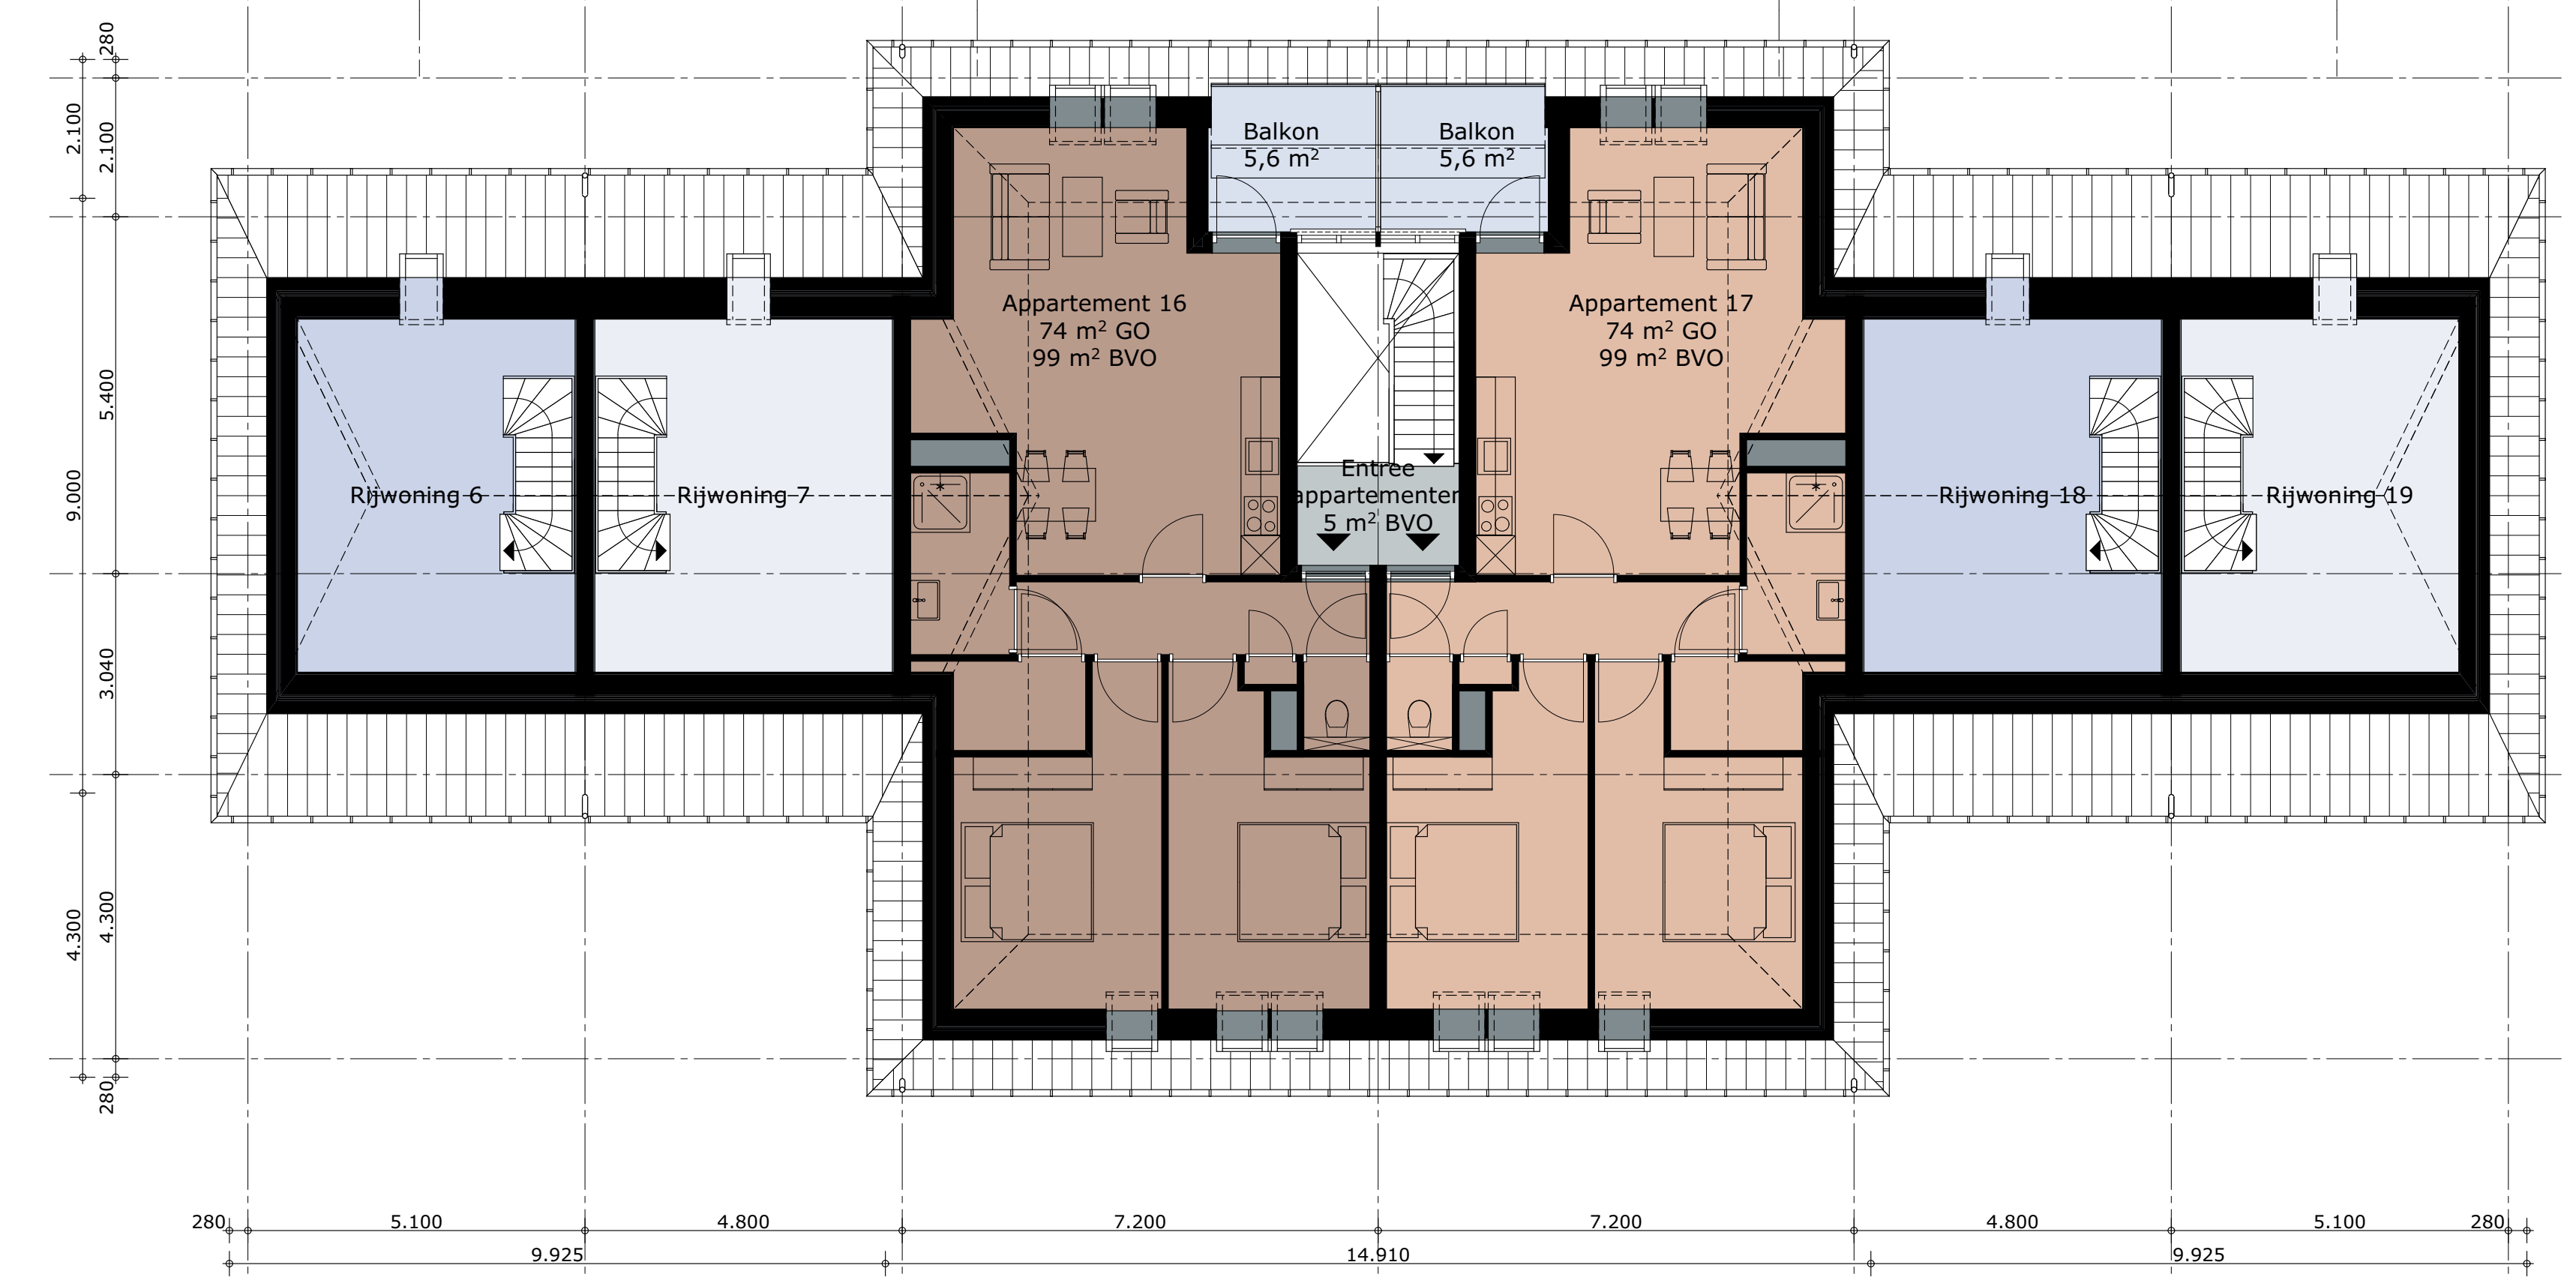 280
2.100
2.100
5.400
9.000
3.040
4.300
4.300
280
Balkon
5,6 m²
Balkon
5,6 m²
Appartement 16
74 m² GO
99 m² BVO
Appartement 17
74 m² GO
99 m² BVO
Entree
appartementen
5 m² BVO
Rijwoning 6
Rijwoning 7
Rijwoning 18
Rijwoning 19
280
5.100
4.800
7.200
7.200
4.800
5.100
280
9.925
14.910
9.925